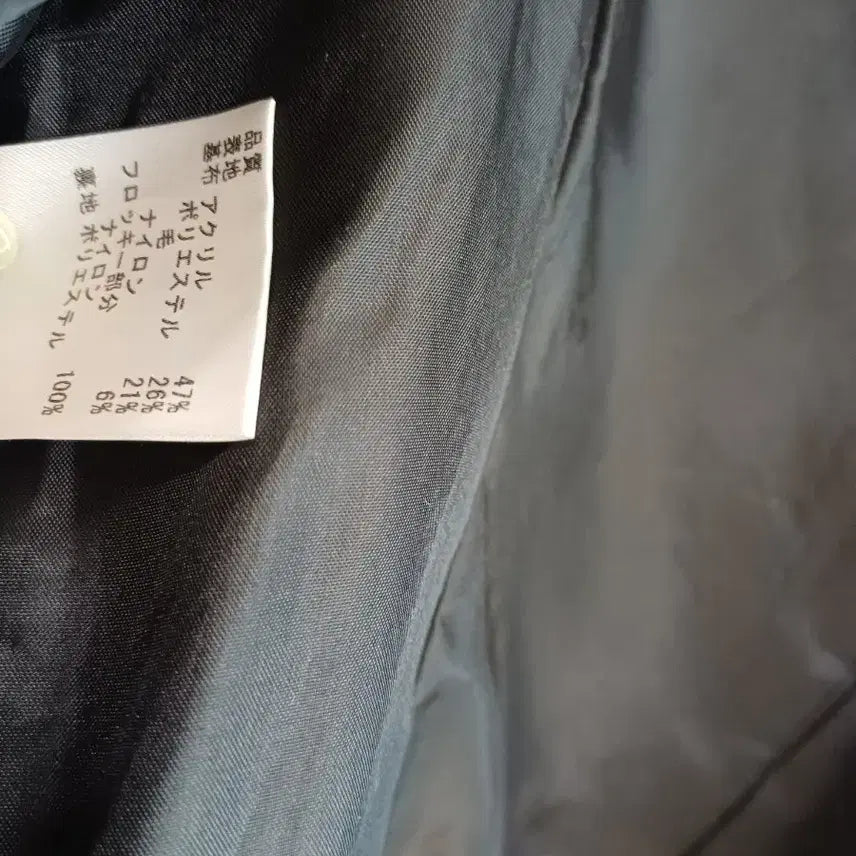 品質
表地
基布 アクリル 47%
ポリエステル 26%
毛 21%
ナイロン 6%
フロッキー部分
ナイロン
裏地 ポリエステル 100%